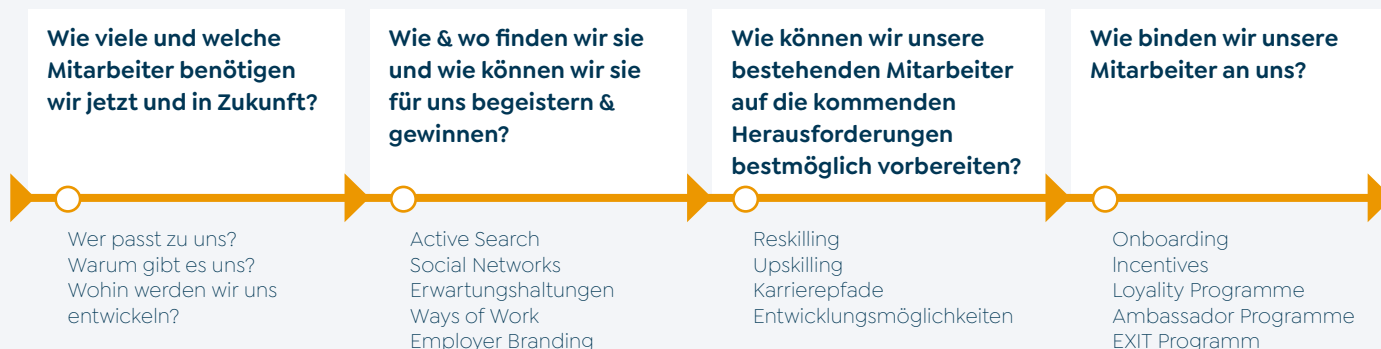 Wie viele und welche
Mitarbeiter benötigen
wir jetzt und in Zukunft?
Wer passt zu uns?
Warum gibt es uns?
Wohin werden wir uns
entwickeln?
Wie & wo finden wir sie
und wie können wir sie
für uns begeistern &
gewinnen?
Active Search
Social Networks
Erwartungshaltungen
Ways of Work
Employer Branding
Wie können wir unsere
bestehenden Mitarbeiter
auf die kommenden
Herausforderungen
bestmöglich vorbereiten?
Reskilling
Upskilling
Karrierepfade
Entwicklungsmöglichkeiten
Wie binden wir unsere
Mitarbeiter an uns?
Onboarding
Incentives
Loyality Programme
Ambassador Programme
EXIT Programm